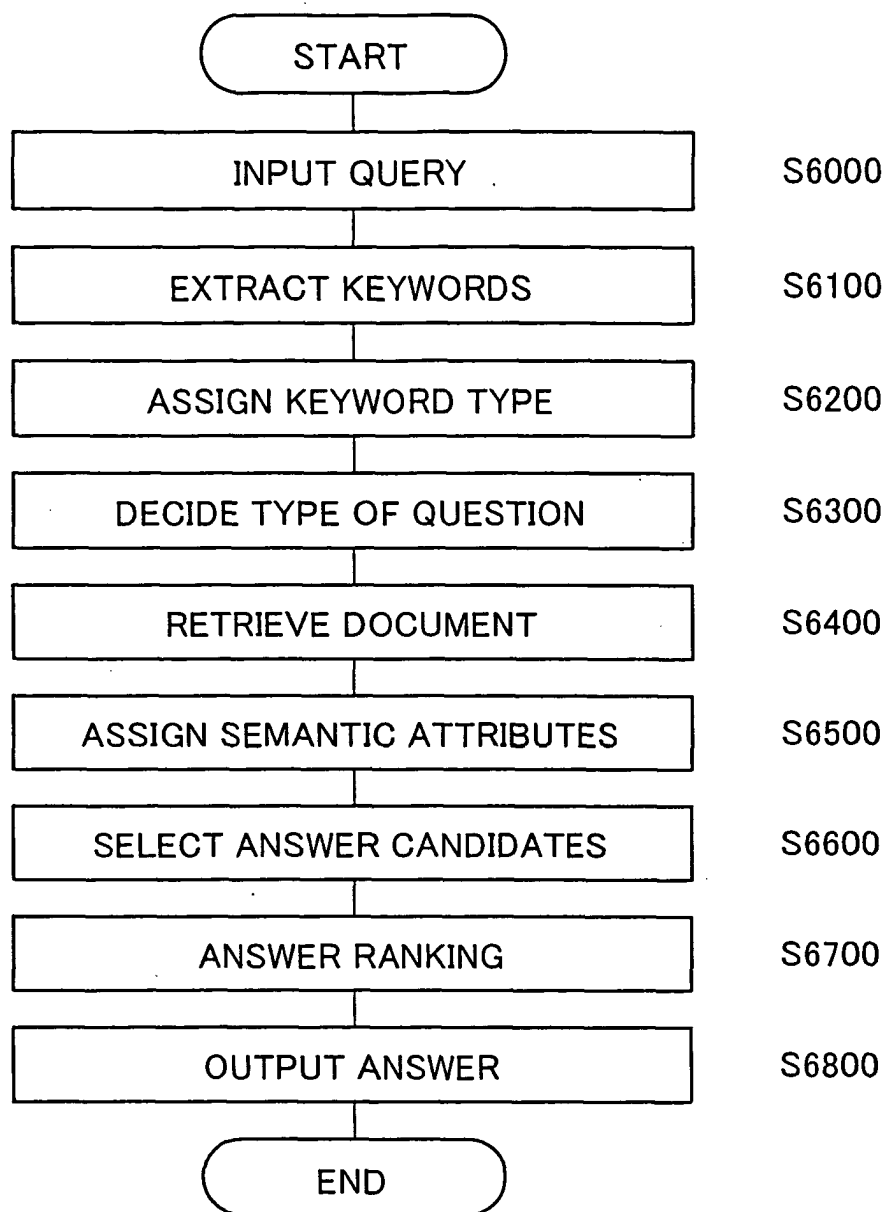 START
INPUT QUERY S6000
EXTRACT KEYWORDS S6100
ASSIGN KEYWORD TYPE S6200
DECIDE TYPE OF QUESTION S6300
RETRIEVE DOCUMENT S6400
ASSIGN SEMANTIC ATTRIBUTES S6500
SELECT ANSWER CANDIDATES S6600
ANSWER RANKING S6700
OUTPUT ANSWER S6800
END